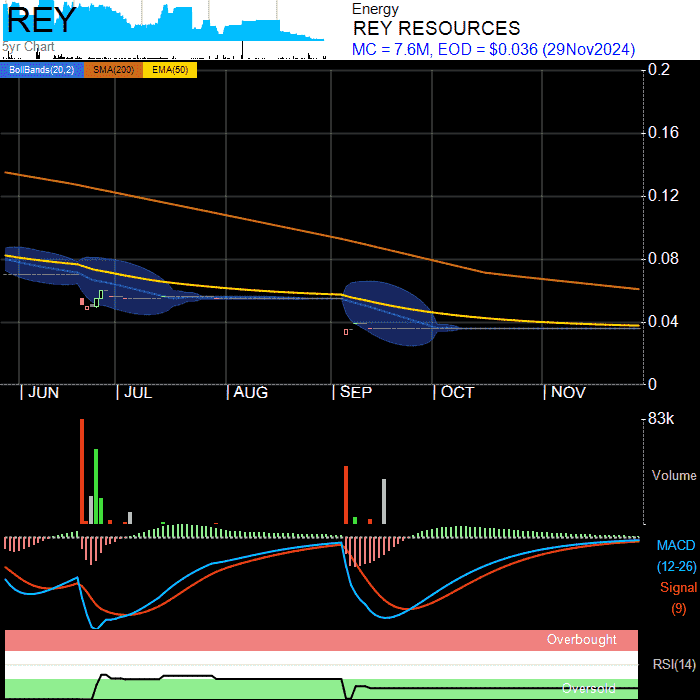 REY
5yr Chart
Energy
REY RESOURCES
MC = 7.6M, EOD = $0.036 (29Nov2024)
BollBands(20,2) SMA(200) EMA(50)
0.2
0.16
0.12
0.08
0.04
0
JUN JUL AUG SEP OCT NOV
83k
Volume
MACD
(12-26)
Signal
(9)
Overbought
RSI(14)
Oversold